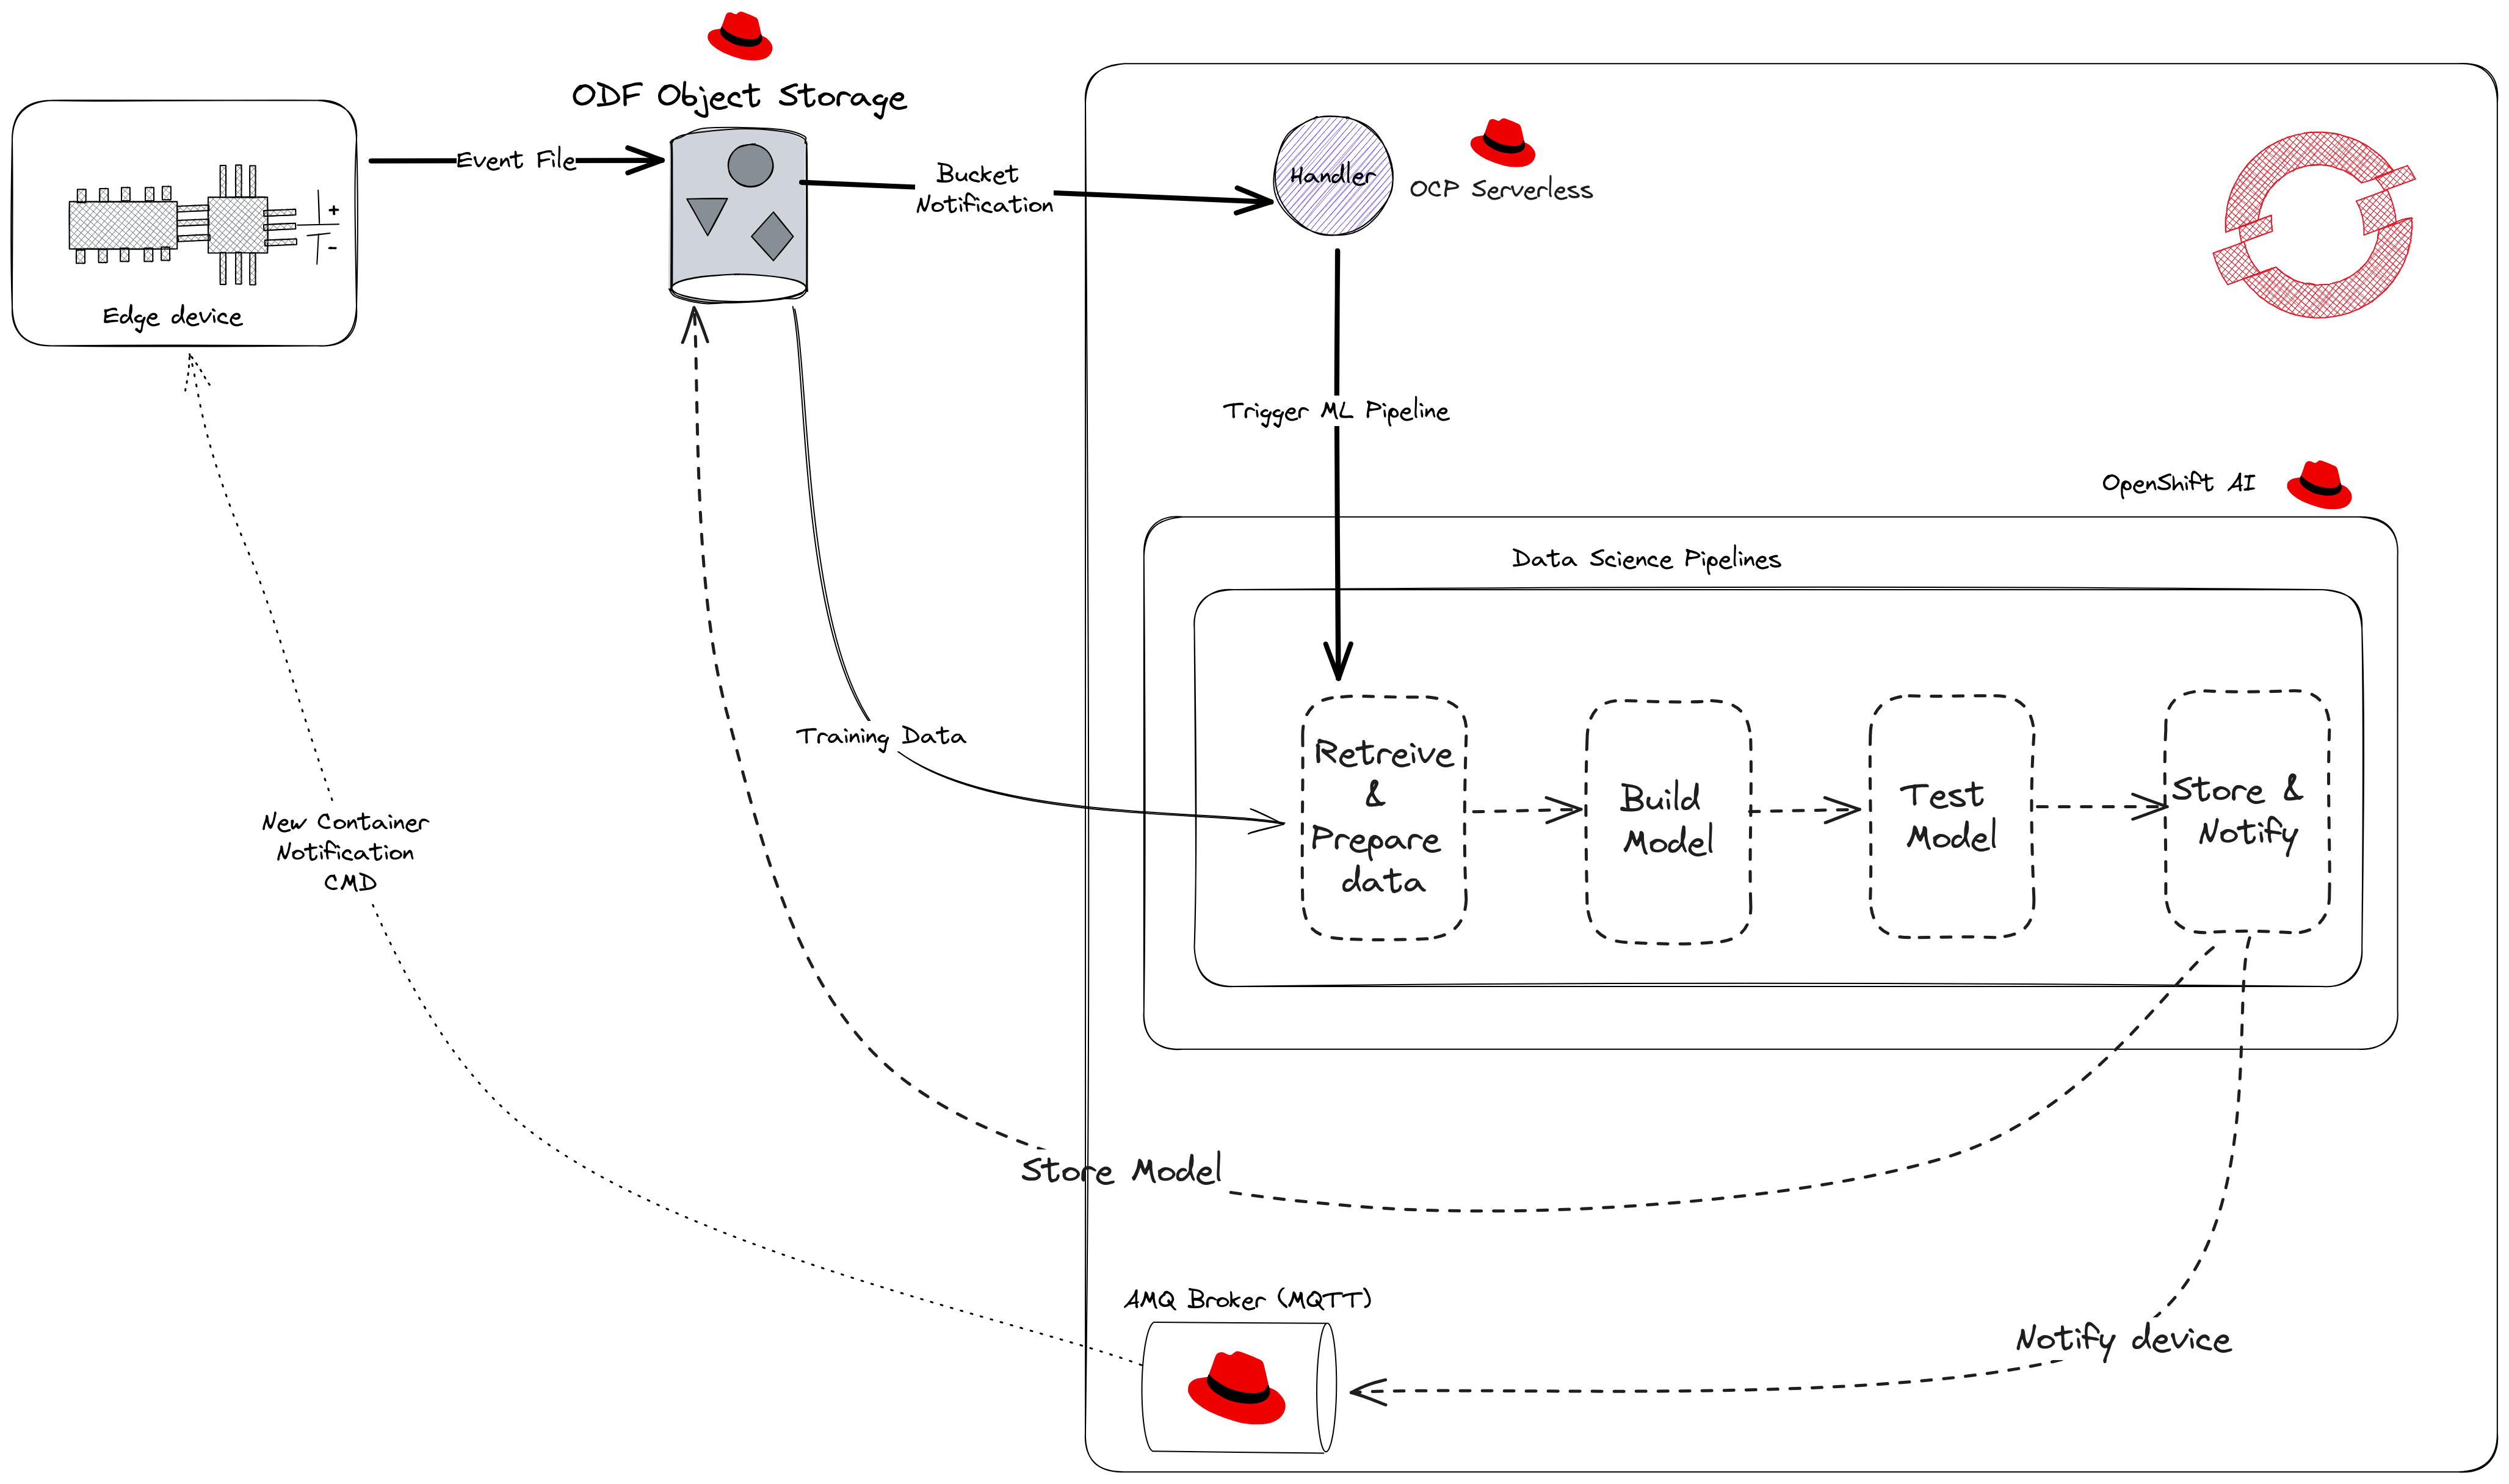 ODF Object Storage
Event File
Bucket
Notification
Handler
OCP Serverless
+
-
Edge device
Trigger ML Pipeline
OpenShift AI
Data Science Pipelines
Training Data
Retreive
&
Prepare
data
Build
Model
Test
Model
Store &
Notify
New Container
Notification
CMD
Store Model
AMQ Broker (MQTT)
Notify device